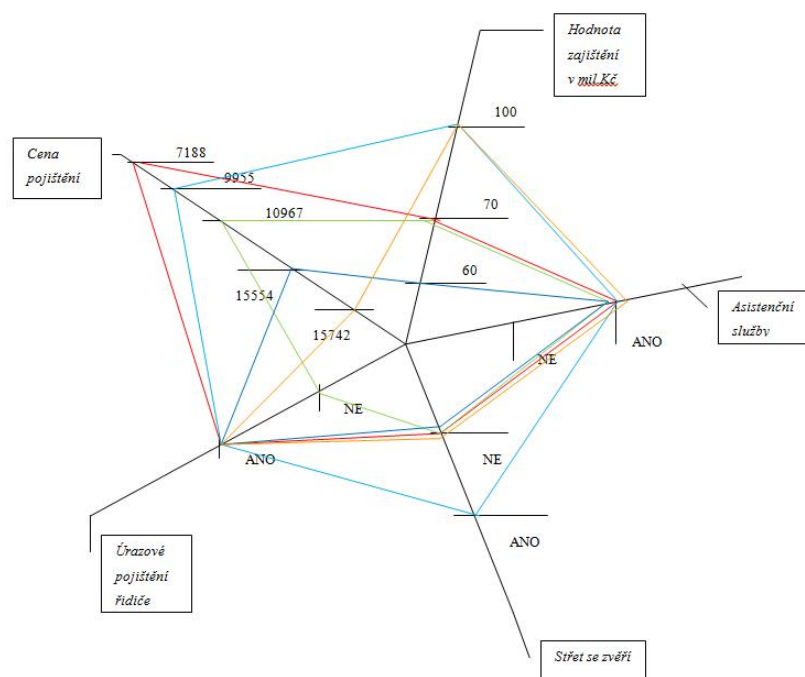 Hodnota
zajištění
v mil.Kč
100
Cena
pojištění
7188
9955
10967
70
60
15554
15742
Asistenční
služby
ANO
NE
NE
ANO
NE
ANO
Úrazové
pojištění
řidiče
Střet se zvěří